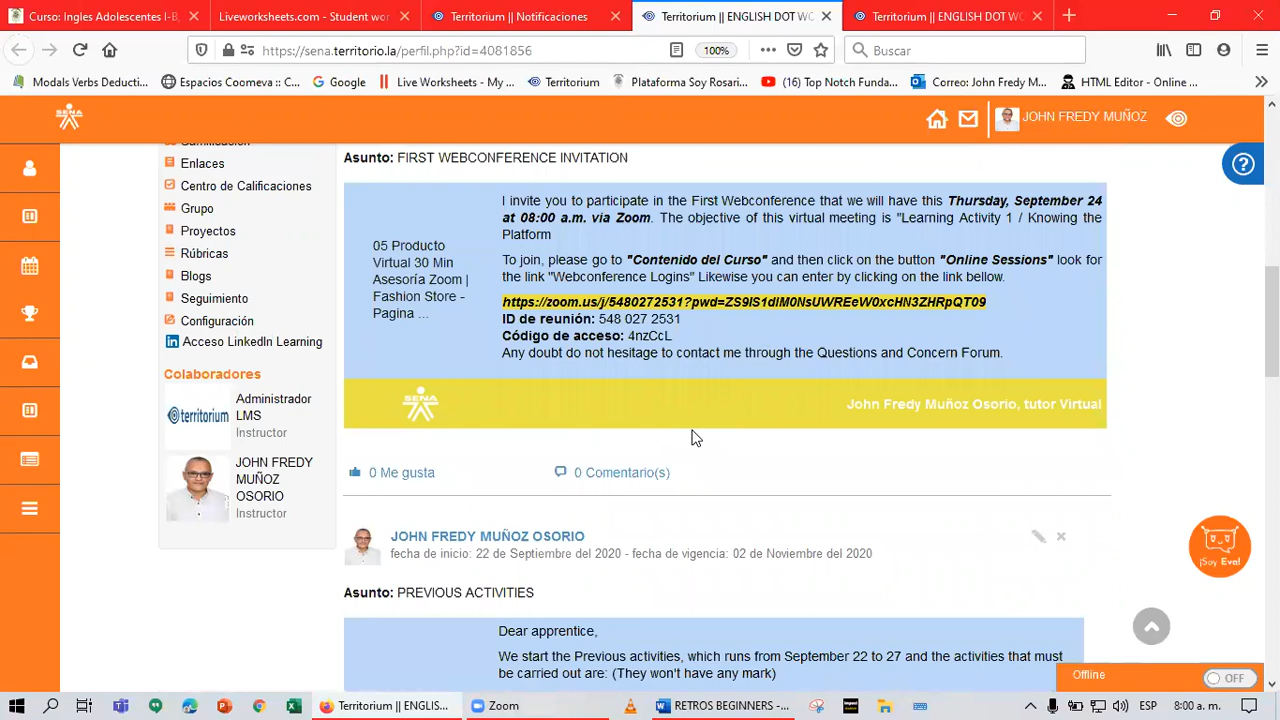 Curso: Ingles Adolescentes I-B,
Liveworksheets.com - Student wor
Territorium || Notificaciones
Territorium || ENGLISH DOT WO
Territorium || ENGLISH DOT WO
https://sena.territorio.la/perfil.php?id=4081856
100%
Buscar
Modals Verbs Deducti...
Espacios Coomeva :: C...
Google
Live Worksheets - My ...
Territorium
Plataforma Soy Rosari...
(16) Top Notch Funda...
Correo: John Fredy M...
HTML Editor - Online ...
SENA
JOHN FREDY MUÑOZ
Enlaces
Centro de Calificaciones
Grupo
Proyectos
Rúbricas
Blogs
Seguimiento
Configuración
Acceso LinkedIn Learning
Colaboradores
territorium
Administrador
LMS
Instructor
JOHN FREDY
MUÑOZ
OSORIO
Instructor
Asunto: FIRST WEBCONFERENCE INVITATION
05 Producto
Virtual 30 Min
Asesoría Zoom |
Fashion Store -
Pagina ...
I invite you to participate in the First Webconference that we will have this Thursday, September 24
at 08:00 a.m. via Zoom. The objective of this virtual meeting is "Learning Activity 1 / Knowing the
Platform
To join, please go to "Contenido del Curso" and then click on the button "Online Sessions" look for
the link "Webconference Logins" Likewise you can enter by clicking on the link bellow.
ID de reunión: 548 027 2531
Código de acceso: 4nzCcL
Any doubt do not hesitate to contact me through the Questions and Concern Forum.
SENA
John Fredy Muñoz Osorio, tutor Virtual
0 Me gusta
0 Comentario(s)
JOHN FREDY MUÑOZ OSORIO
fecha de inicio: 22 de Septiembre del 2020 - fecha de vigencia: 02 de Noviembre del 2020
Asunto: PREVIOUS ACTIVITIES
Dear apprentice,
We start the Previous activities, which runs from September 22 to 27 and the activities that must
be carried out are: (They won't have any mark)
¡Soy Eva!
Offline
OFF
Territorium || ENGLIS...
Zoom
RETROS BEGINNERS - ...
ESP
8:00 a. m.